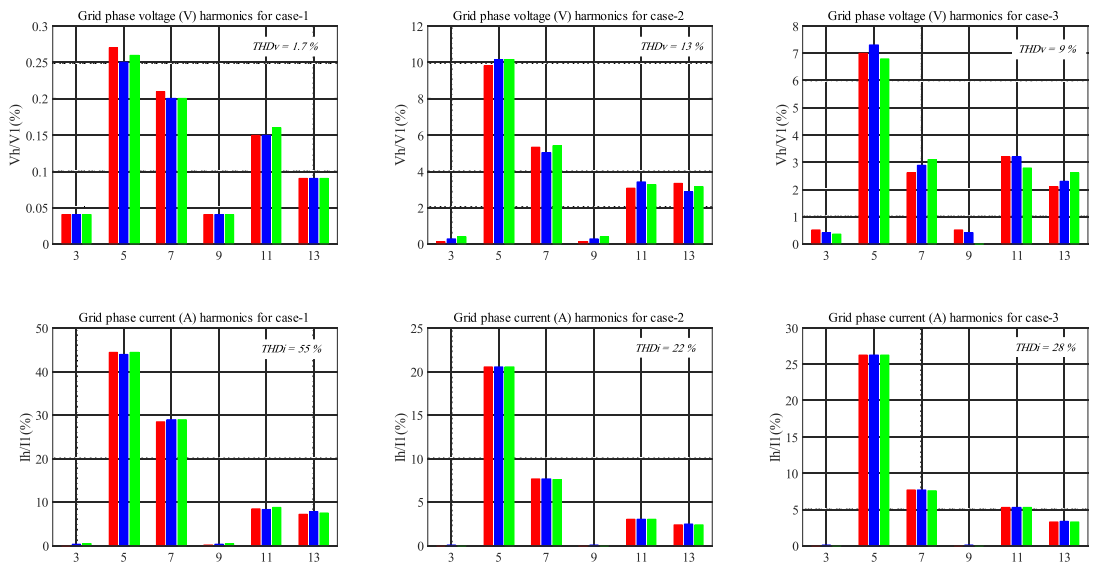 Grid phase voltage (V) harmonics for case-1
THDv = 1.7 %
Vh/V1(%)
0.3
0.25
0.2
0.15
0.1
0.05
0
3 5 7 9 11 13
Grid phase voltage (V) harmonics for case-2
THDv = 13 %
Vh/V1(%)
12
10
8
6
4
2
0
3 5 7 9 11 13
Grid phase voltage (V) harmonics for case-3
THDv = 9 %
Vh/V1(%)
8
7
6
5
4
3
2
1
0
3 5 7 9 11 13
Grid phase current (A) harmonics for case-1
THDi = 55 %
Ih/I1(%)
50
40
30
20
10
0
3 5 7 9 11 13
Grid phase current (A) harmonics for case-2
THDi = 22 %
Ih/I1(%)
25
20
15
10
5
0
3 5 7 9 11 13
Grid phase current (A) harmonics for case-3
THDi = 28 %
Ih/I1(%)
30
25
20
15
10
5
0
3 5 7 9 11 13